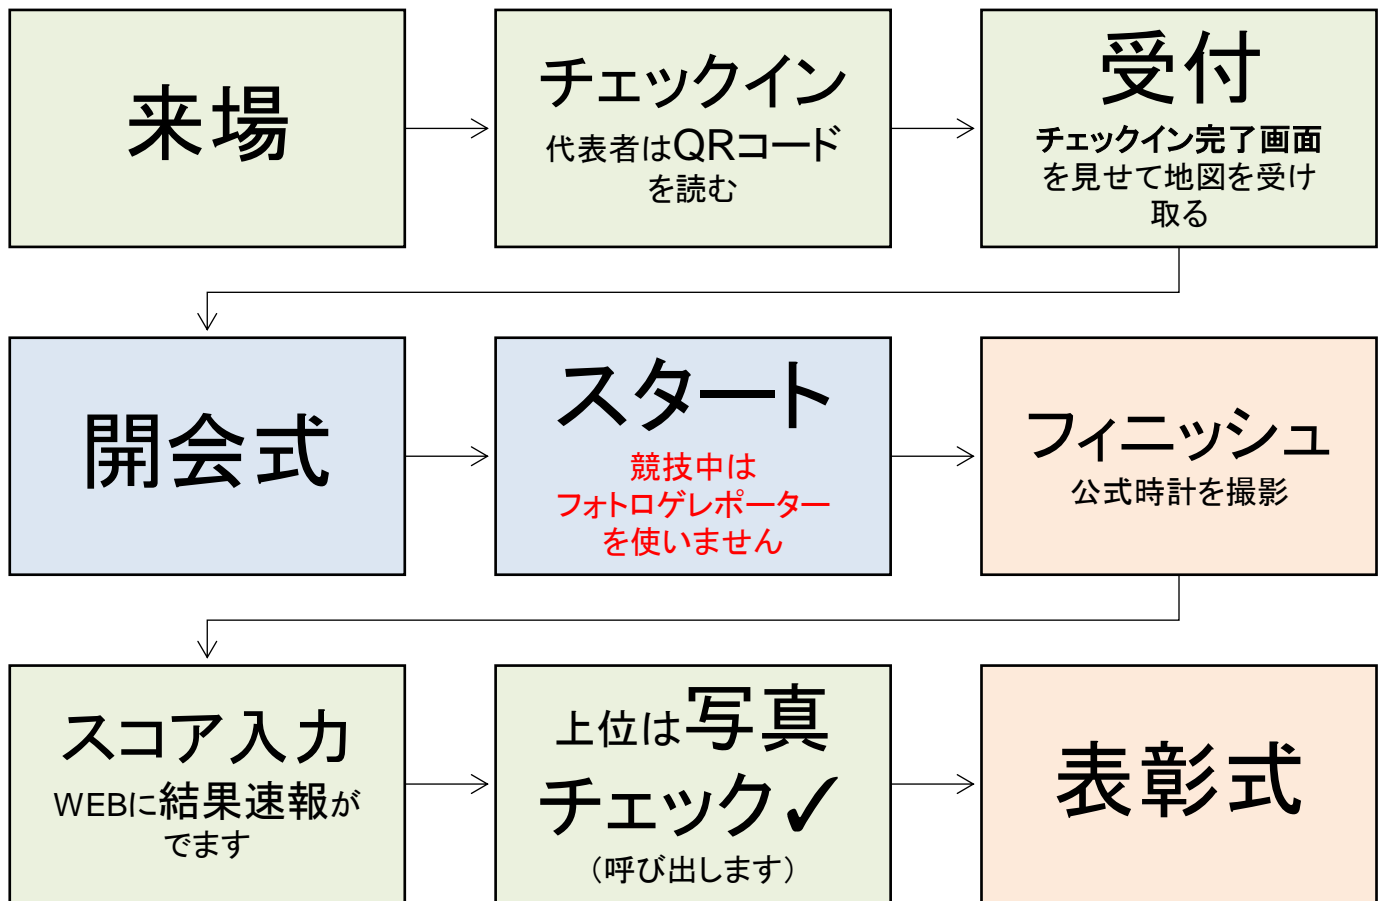 来場
チェックイン
代表者はQRコード
を読む
受付
チェックイン完了画面
を見せて地図を受け
取る
開会式
スタート
競技中は
フォトロゲレポーター
を使いません
フィニッシュ
公式時計を撮影
スコア入力
WEBに結果速報が
でます
上位は写真
チェック✓
（呼び出します）
表彰式